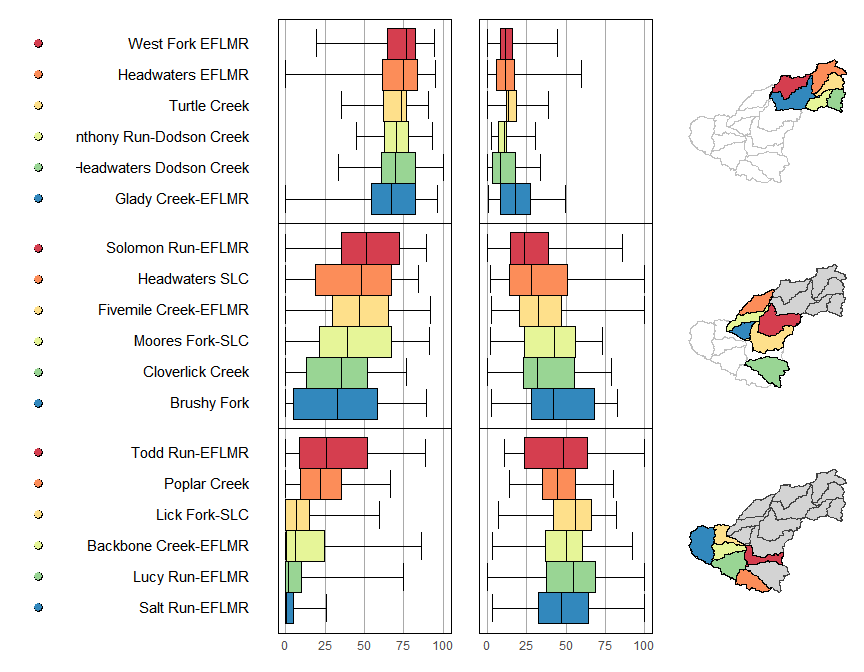 West Fork EFLMR
Headwaters EFLMR
Turtle Creek
nthony Run-Dodson Creek
Headwaters Dodson Creek
Glady Creek-EFLMR
Solomon Run-EFLMR
Headwaters SLC
Fivemile Creek-EFLMR
Moores Fork-SLC
Cloverlick Creek
Brushy Fork
Todd Run-EFLMR
Poplar Creek
Lick Fork-SLC
Backbone Creek-EFLMR
Lucy Run-EFLMR
Salt Run-EFLMR
0 25 50 75 100 0 25 50 75 100